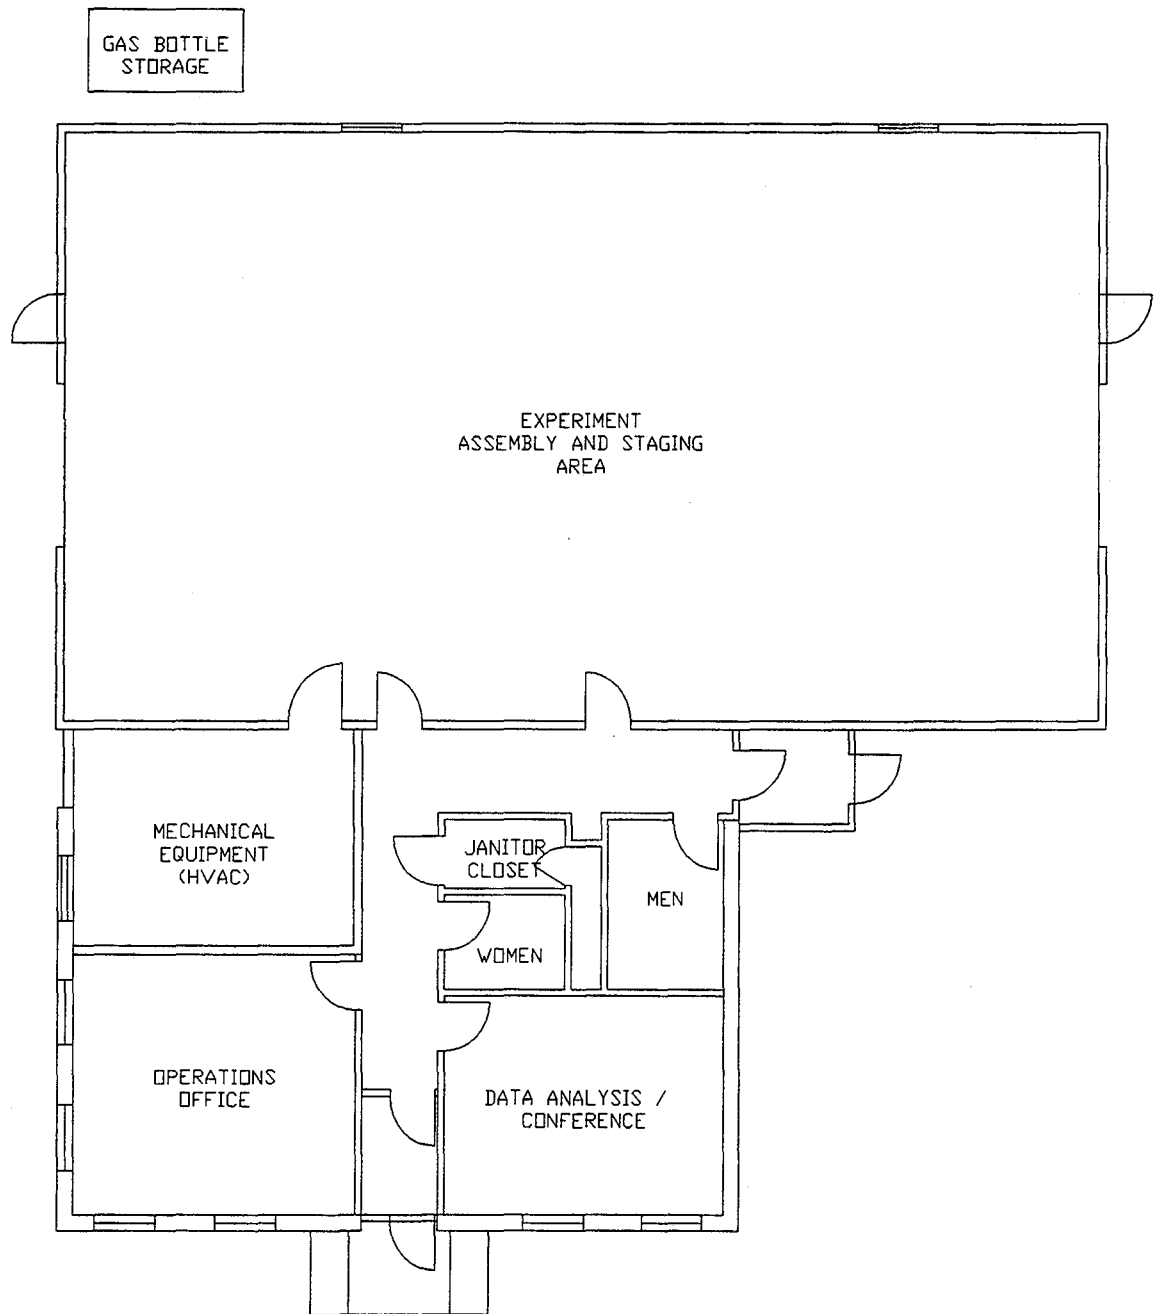 GAS BOTTLE
STORAGE
EXPERIMENT
ASSEMBLY AND STAGING
AREA
MECHANICAL
EQUIPMENT
(HVAC)
JANITOR
CLOSET
MEN
WOMEN
OPERATIONS
OFFICE
DATA ANALYSIS /
CONFERENCE